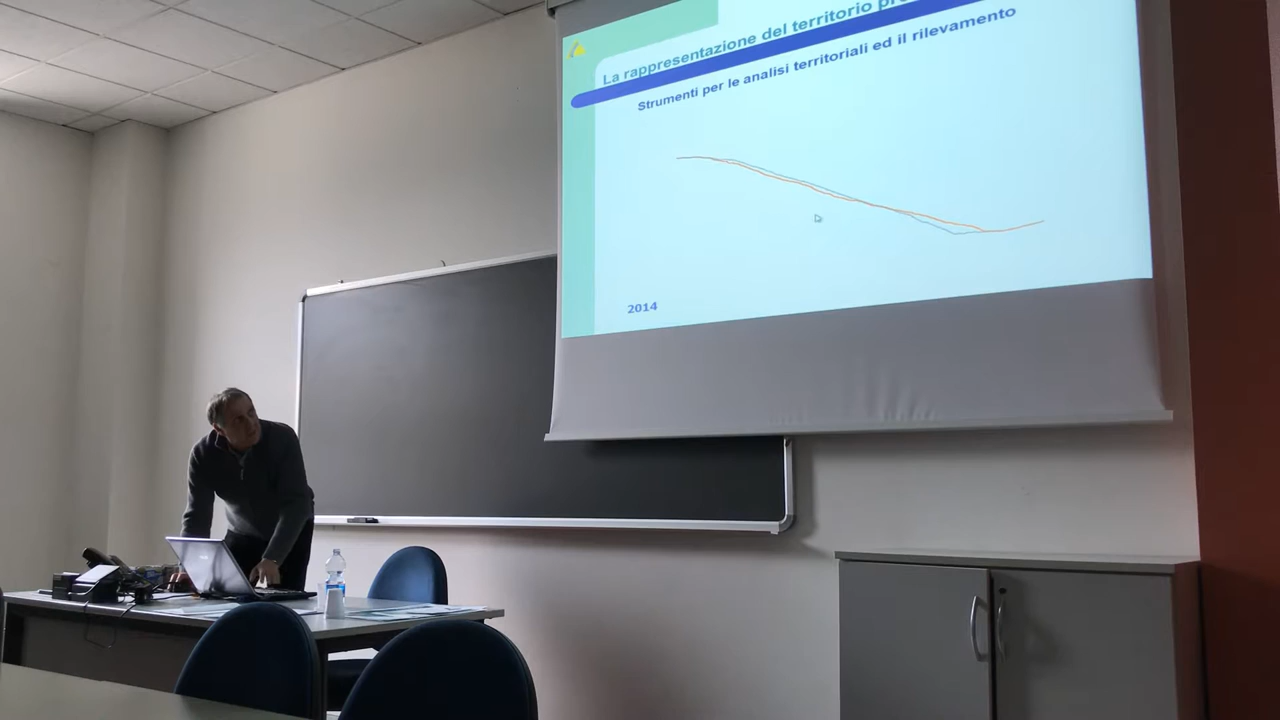 La rappresentazione del territorio
Strumenti per le analisi territoriali ed il rilevamento
2014